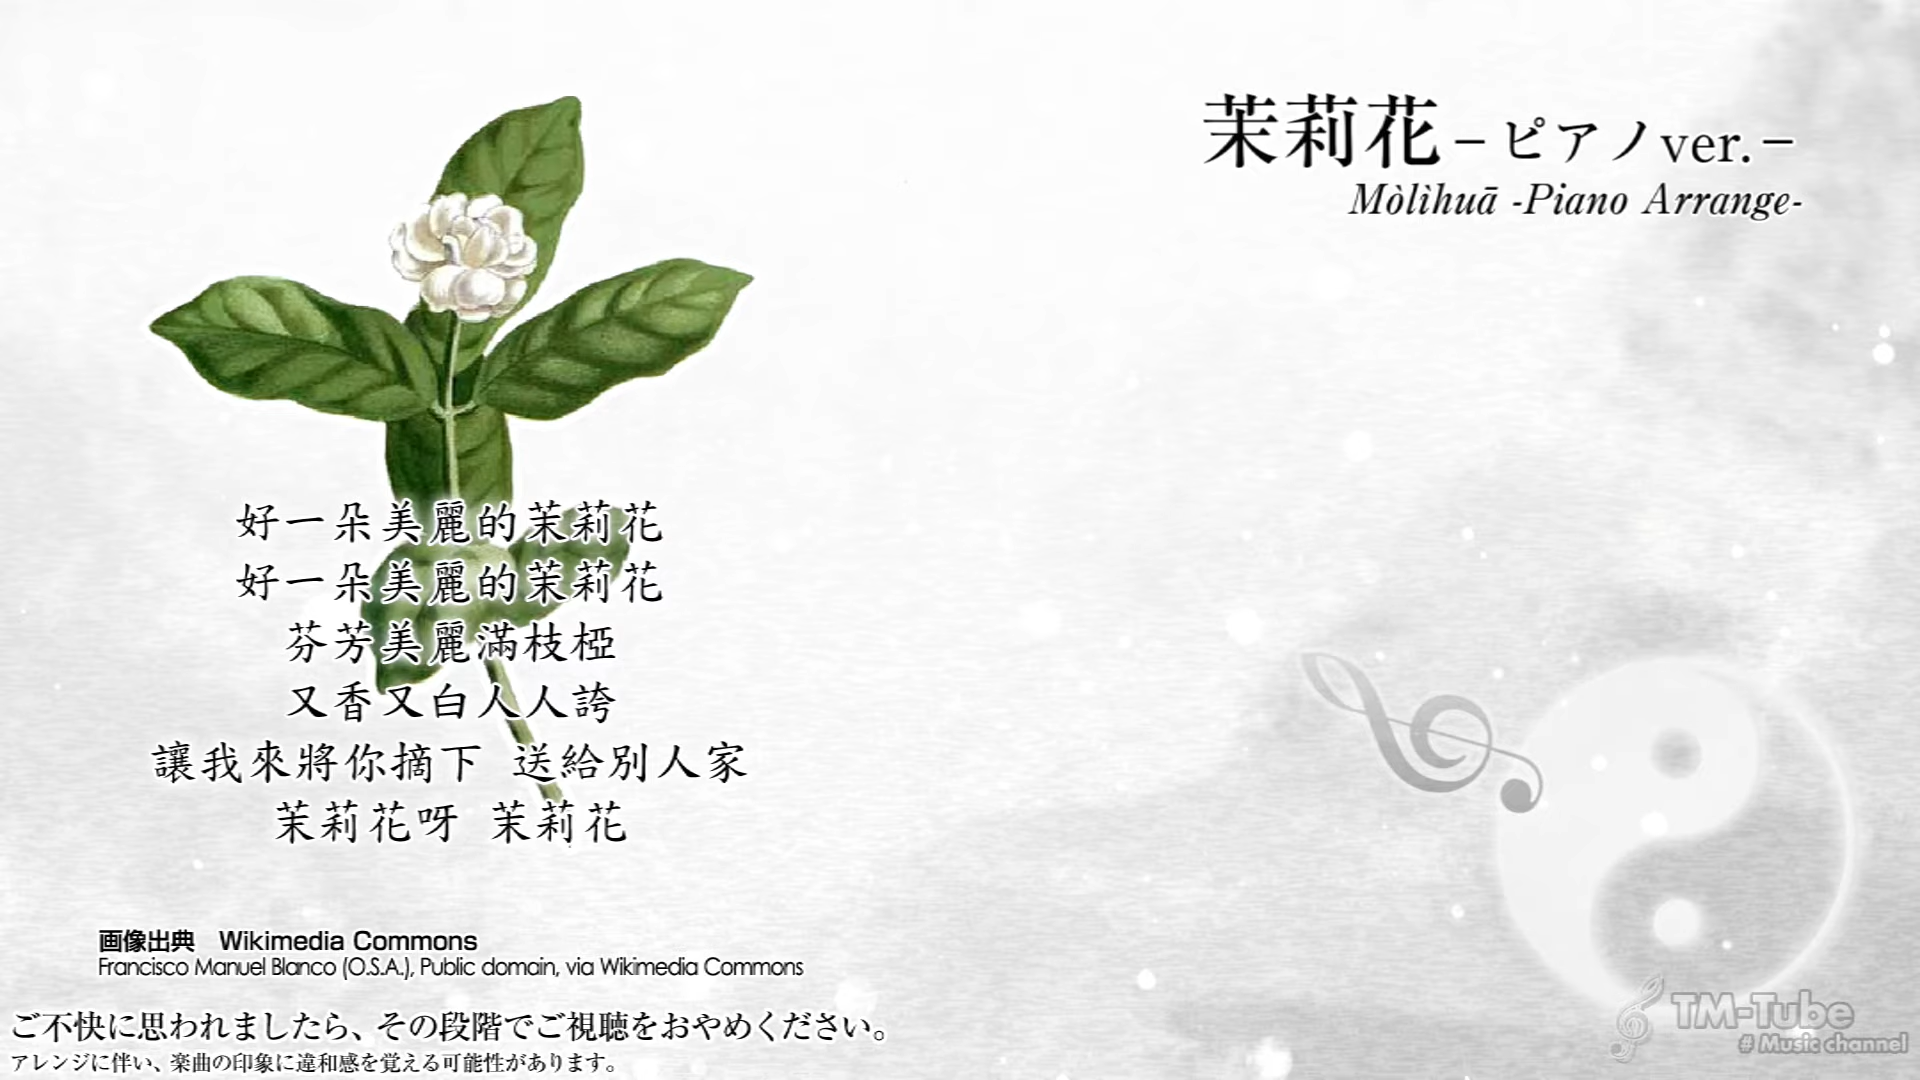 茉莉花－ピアノver.－
Mòlìhuā -Piano Arrange-
好一朵美麗的茉莉花
好一朵美麗的茉莉花
芬芳美麗滿枝椏
又香又白人人誇
讓我來將你摘下 送給別人家
茉莉花呀 茉莉花
画像出典 Wikimedia Commons
Francisco Manuel Blanco (O.S.A.), Public domain, via Wikimedia Commons
ご不快に思われましたら、その段階でご視聴をおやめください。
アレンジに伴い、楽曲の印象に違和感を覚える可能性があります。
TM-Tube
# Music channel